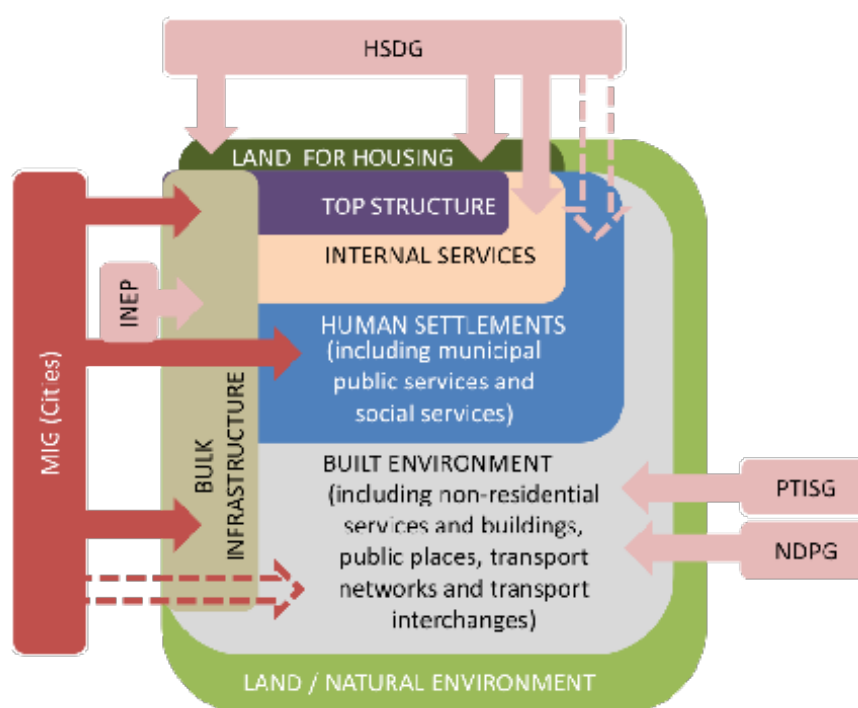 HSDG
LAND FOR HOUSING
TOP STRUCTURE
INTERNAL SERVICES
INEP
HUMAN SETTLEMENTS
(including municipal
public services and
social services)
MIG (Cities)
BULK
INFRASTRUCTURE
BUILT ENVIRONMENT
(including non-residential
services and buildings,
public places, transport
networks and transport
interchanges)
PTISG
NDPG
LAND / NATURAL ENVIRONMENT